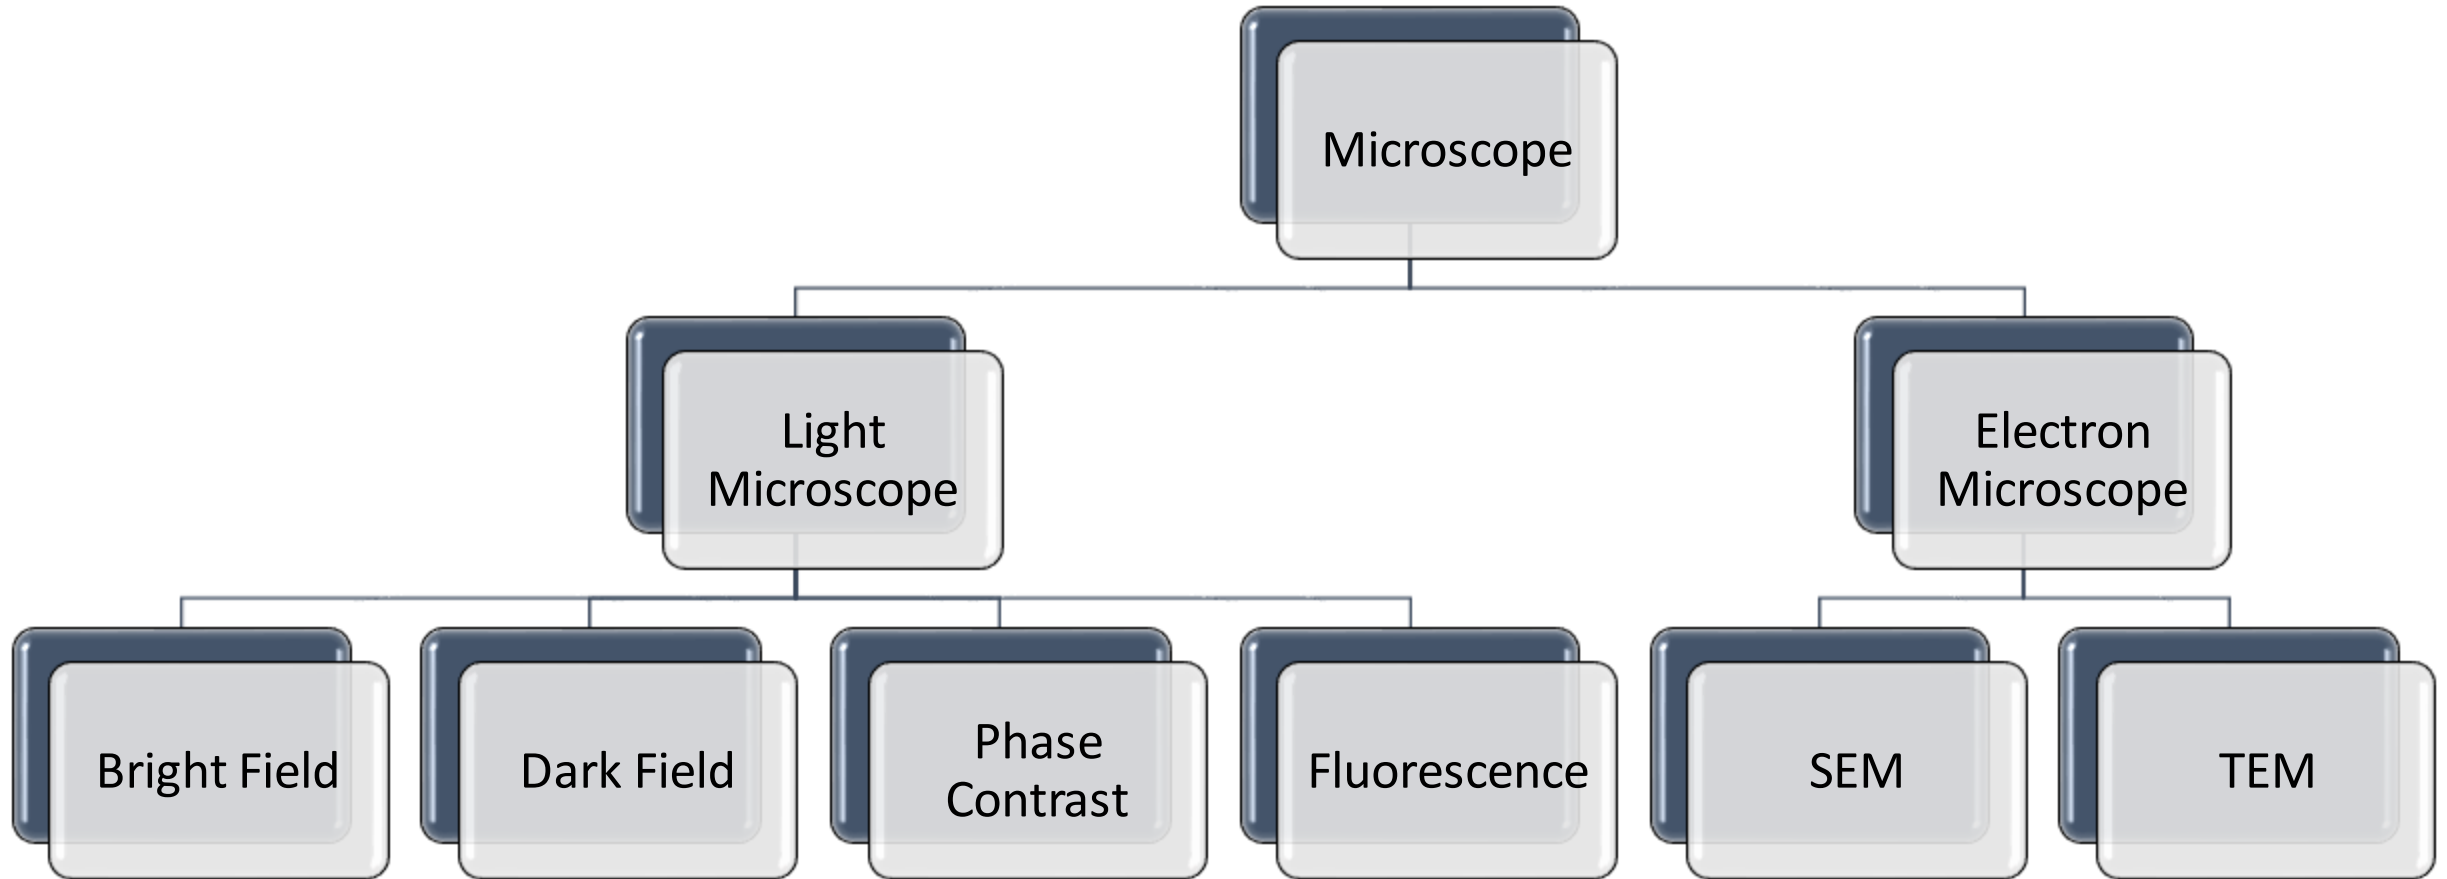 Microscope
Light
Microscope
Electron
Microscope
Bright Field
Dark Field
Phase
Contrast
Fluorescence
SEM
TEM